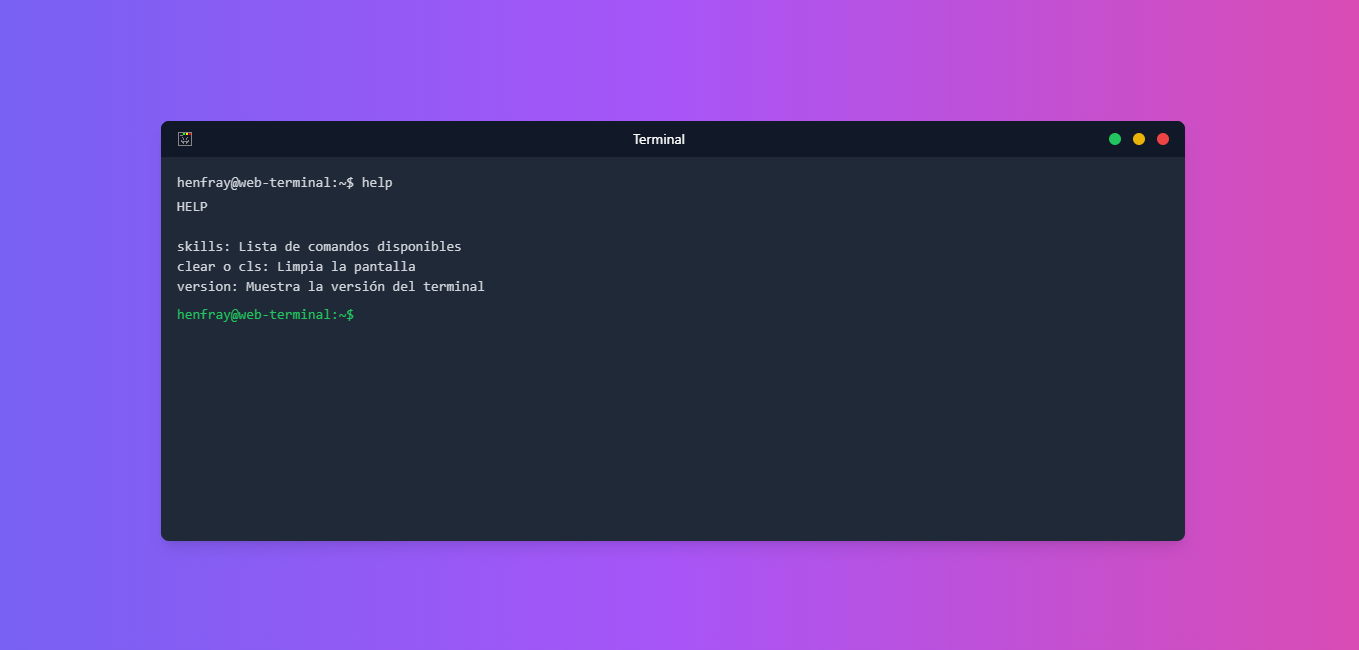 Terminal
henfray@web-terminal:~$ help
HELP
skills: Lista de comandos disponibles
clear o cls: Limpia la pantalla
version: Muestra la versión del terminal
henfray@web-terminal:~$